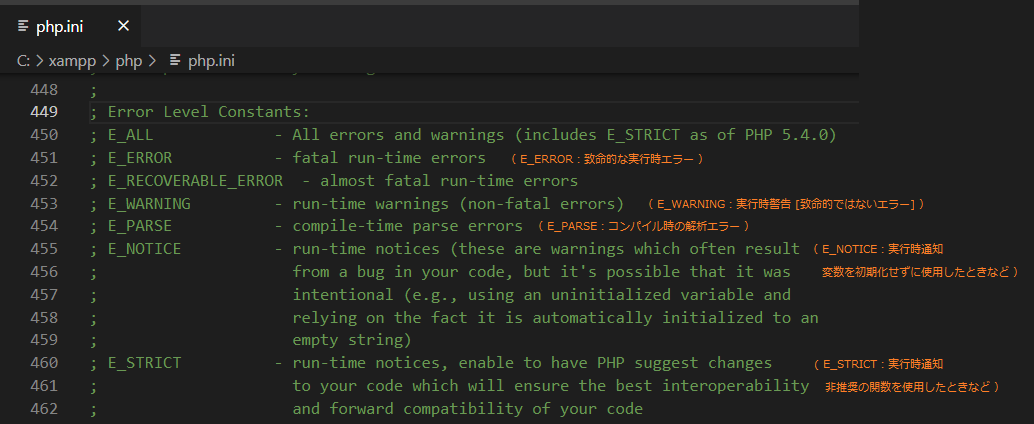 php.ini ×
C: > xampp > php > php.ini
448 ;
449 ; Error Level Constants:
450 ; E_ALL - All errors and warnings (includes E_STRICT as of PHP 5.4.0)
451 ; E_ERROR - fatal run-time errors ( E_ERROR：致命的な実行時エラー )
452 ; E_RECOVERABLE_ERROR - almost fatal run-time errors
453 ; E_WARNING - run-time warnings (non-fatal errors) ( E_WARNING：実行時警告 [致命的ではないエラー] )
454 ; E_PARSE - compile-time parse errors ( E_PARSE：コンパイル時の解析エラー )
455 ; E_NOTICE - run-time notices (these are warnings which often result ( E_NOTICE：実行時通知
456 ; from a bug in your code, but it's possible that it was 変数を初期化せずに使用したときなど )
457 ; intentional (e.g., using an uninitialized variable and
458 ; relying on the fact it is automatically initialized to an
459 ; empty string)
460 ; E_STRICT - run-time notices, enable to have PHP suggest changes ( E_STRICT：実行時通知
461 ; to your code which will ensure the best interoperability 非推奨の関数を使用したときなど )
462 ; and forward compatibility of your code